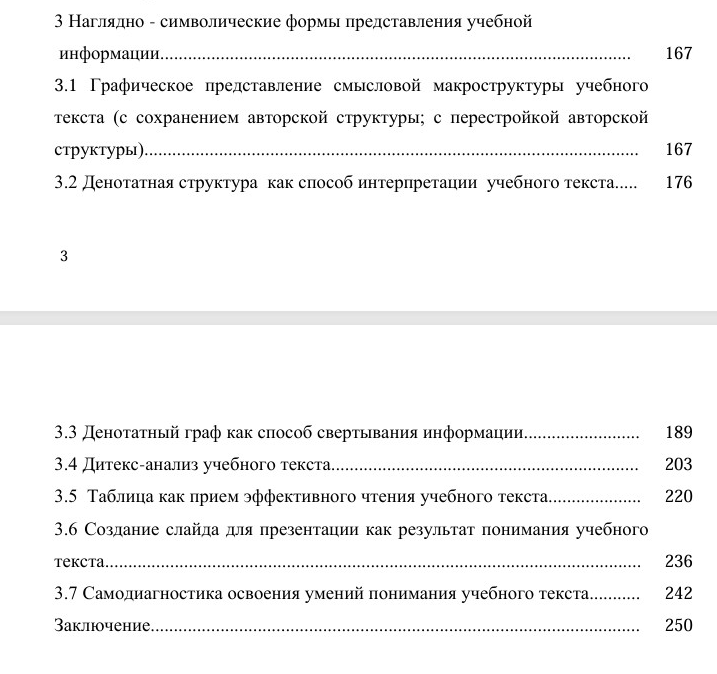 3 Наглядно - символические формы представления учебной
информации.................................................................................... 167
3.1 Графическое представление смысловой макроструктуры учебного
текста (с сохранением авторской структуры; с перестройкой авторской
структуры)........................................................................................ 167
3.2 Денотатная структура как способ интерпретации учебного текста..... 176
3
3.3 Денотатный граф как способ свертывания информации......................... 189
3.4 Дитекс-анализ учебного текста....................................................... 203
3.5 Таблица как прием эффективного чтения учебного текста.................... 220
3.6 Создание слайда для презентации как результат понимания учебного
текста............................................................................................... 236
3.7 Самодиагностика освоения умений понимания учебного текста........... 242
Заключение....................................................................................... 250